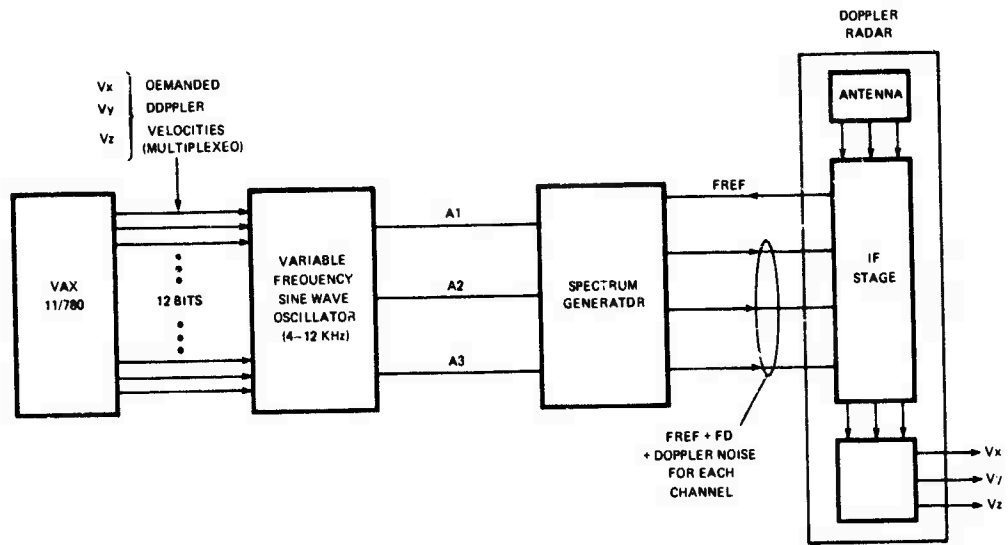 DOPPLER
RADAR
Vx
OEMANDED
Vy
DDPPLER
Vz
VELOCITIES
(MULTIPLEXEO)
ANTENNA
FREF
A1
VAX
11/780
12 BITS
VARIABLE
FREQUENCY
SINE WAVE
OSCILLATOR
(4-12 KHz)
A2
SPECTRUM
GENERATOR
IF
STAGE
A3
FREF + FD
+ DOPPLER NOISE
FOR EACH
CHANNEL
Vx
Vy
Vz